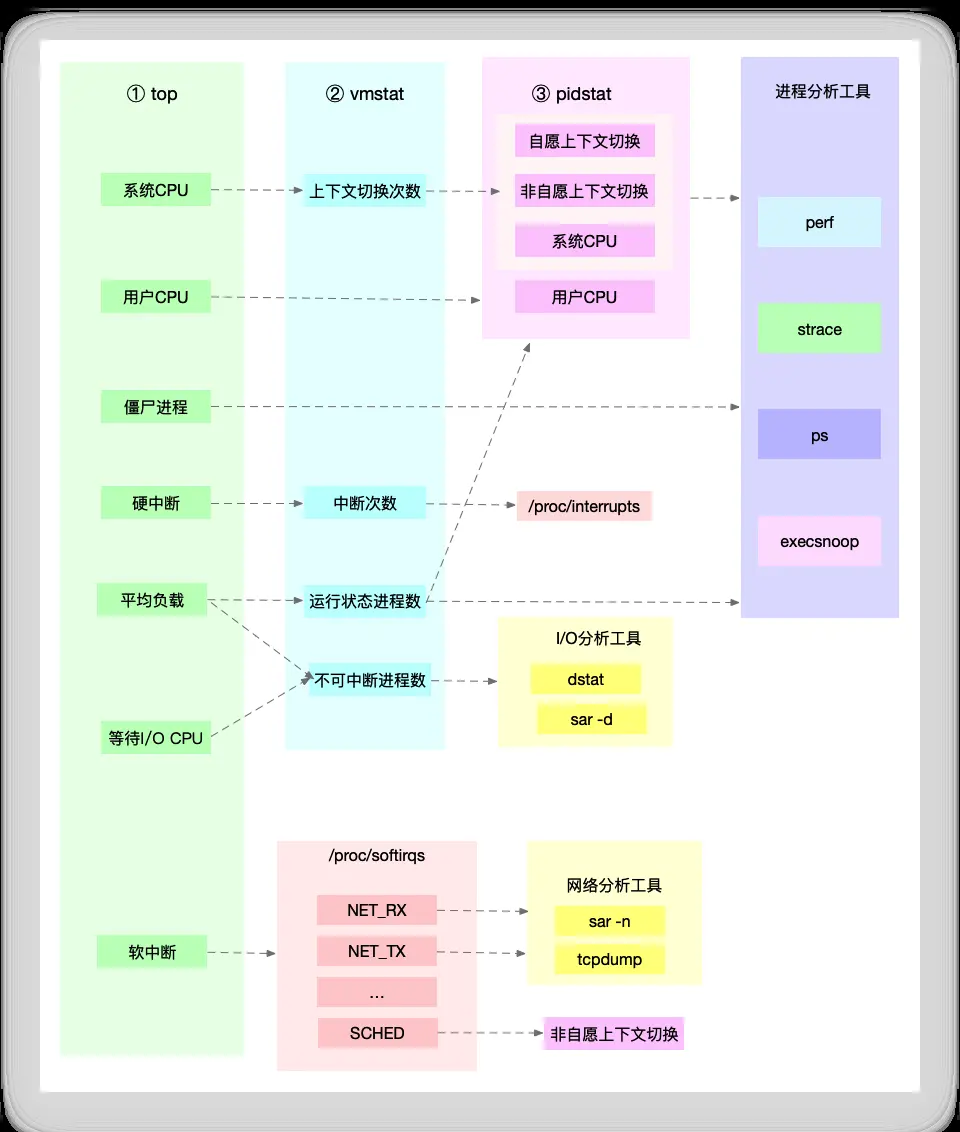 ① top
系统CPU
用户CPU
僵尸进程
硬中断
平均负载
等待I/O CPU
软中断
② vmstat
上下文切换次数
中断次数
运行状态进程数
不可中断进程数
③ pidstat
自愿上下文切换
非自愿上下文切换
系统CPU
用户CPU
/proc/interrupts
I/O分析工具
dstat
sar -d
进程分析工具
perf
strace
ps
execsnoop
/proc/softirqs
NET_RX
NET_TX
...
SCHED
网络分析工具
sar -n
tcpdump
非自愿上下文切换